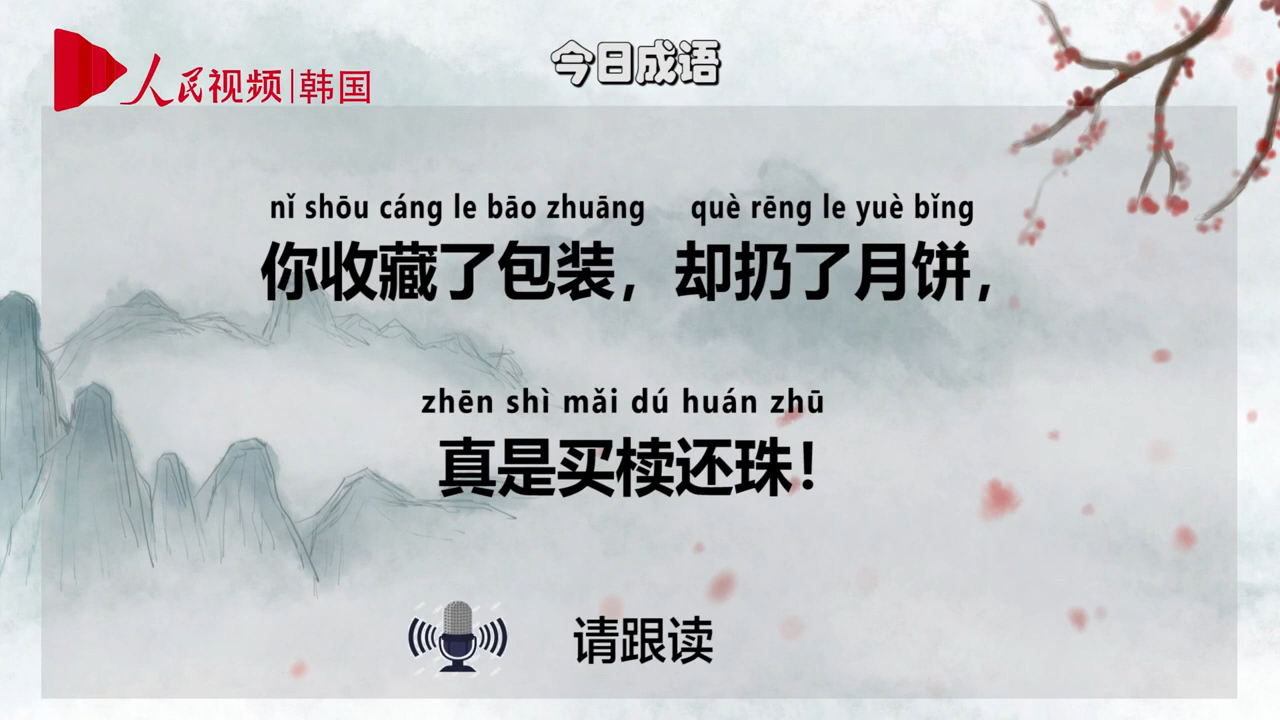 人民视频|韩国
今日成语
nǐ shōu cáng le bāo zhuāng què rēng le yuè bǐng
你收藏了包装，却扔了月饼，
zhēn shì mǎi dú huán zhū
真是买椟还珠！
请跟读